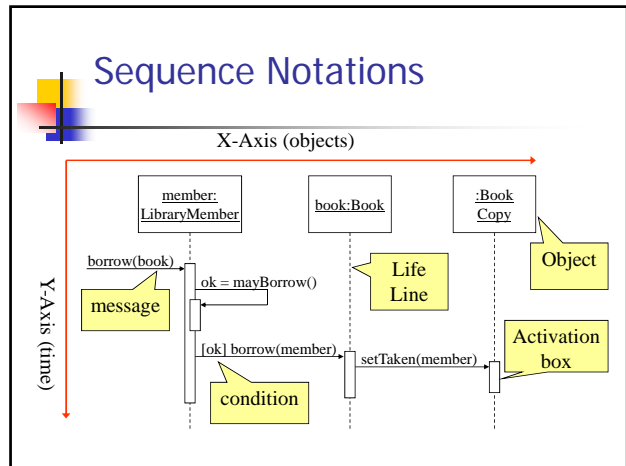 Sequence Notations
X-Axis (objects)
member:
LibraryMember
book:Book
:Book
Copy
borrow(book)
message
ok = mayBorrow()
Life
Line
Object
Y-Axis (time)
[ok] borrow(member)
condition
setTaken(member)
Activation
box